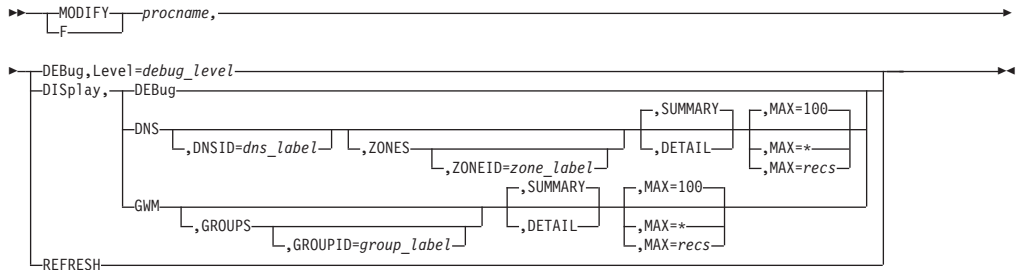 MODIFY procname,
F
DEBug,Level=debug_level
DISplay, DEBug
DNS ,DNSID=dns_label ,ZONES ,ZONEID=zone_label ,SUMMARY ,DETAIL ,MAX=100 ,MAX=* ,MAX=recs
GWM ,GROUPS ,GROUPID=group_label ,SUMMARY ,DETAIL ,MAX=100 ,MAX=* ,MAX=recs
REFRESH